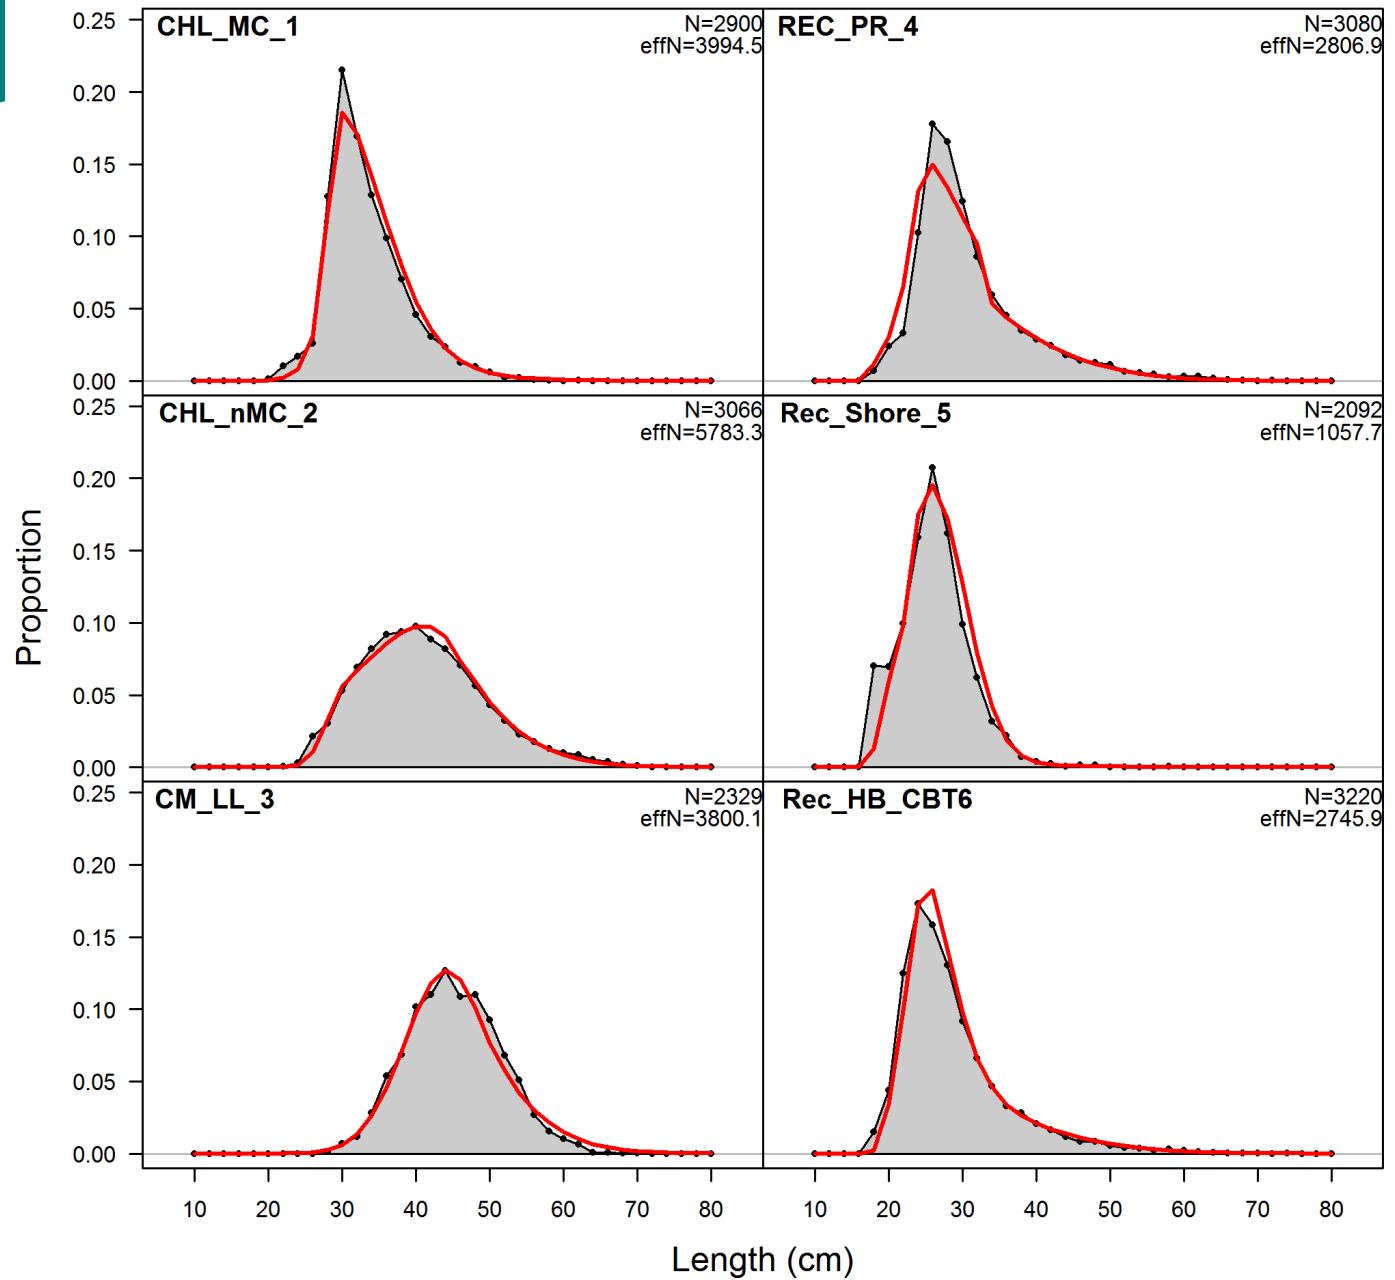 CHL_MC_1
N=2900
effN=3994.5
REC_PR_4
N=3080
effN=2806.9
0.25
0.20
0.15
0.10
0.05
0.00
CHL_nMC_2
N=3066
effN=5783.3
Rec_Shore_5
N=2092
effN=1057.7
0.25
0.20
0.15
0.10
0.05
0.00
CM_LL_3
N=2329
effN=3800.1
Rec_HB_CBT6
N=3220
effN=2745.9
0.25
0.20
0.15
0.10
0.05
0.00
Proportion
10 20 30 40 50 60 70 80 10 20 30 40 50 60 70 80
Length (cm)